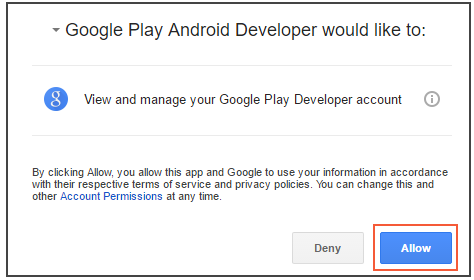 Google Play Android Developer would like to:
g
View and manage your Google Play Developer account
i
By clicking Allow, you allow this app and Google to use your information in accordance
with their respective terms of service and privacy policies. You can change this and
other Account Permissions at any time.
Deny Allow